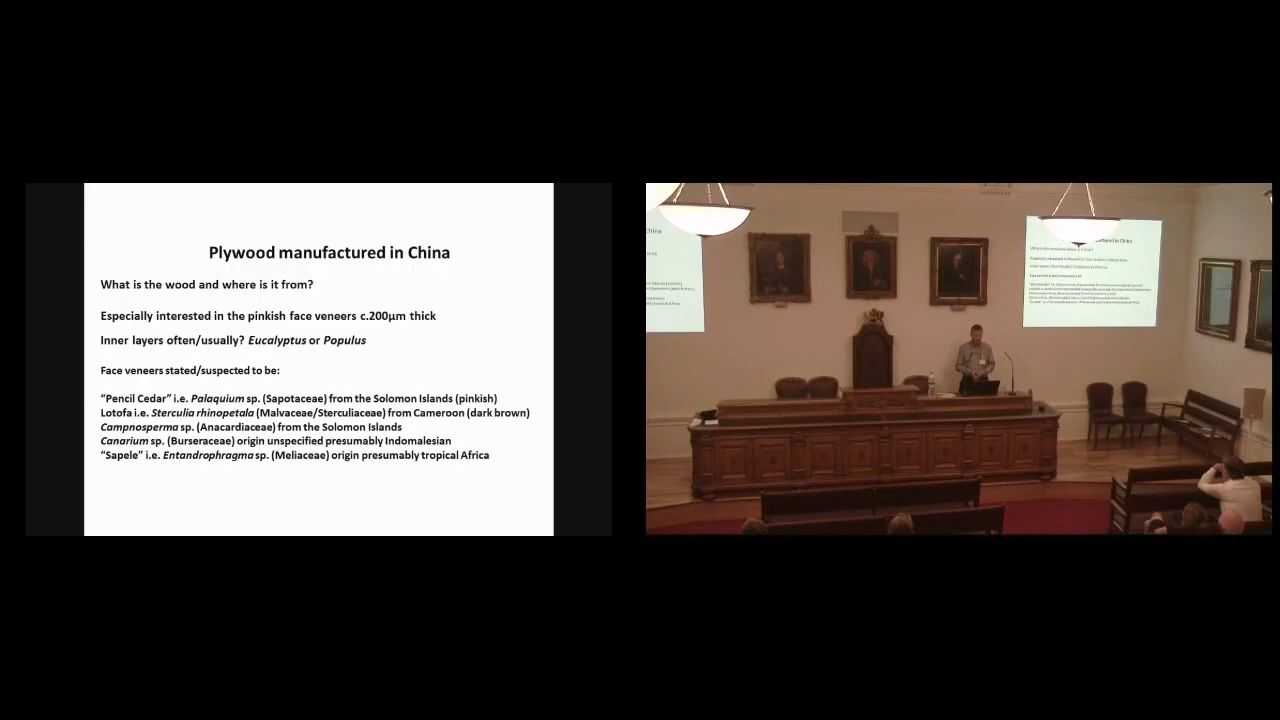 Plywood manufactured in China
What is the wood and where is it from?
Especially interested in the pinkish face veneers c.200µm thick
Inner layers often/usually? Eucalyptus or Populus
Face veneers stated/suspected to be:
“Pencil Cedar” i.e. Palaquium sp. (Sapotaceae) from the Solomon Islands (pinkish)
Lotofa i.e. Sterculia rhinopetala (Malvaceae/Sterculiaceae) from Cameroon (dark brown)
Campnosperma sp. (Anacardiaceae) from the Solomon Islands
Canarium sp. (Burseraceae) origin unspecified presumably Indomalesian
“Sapele” i.e. Entandrophragma sp. (Meliaceae) origin presumably tropical Africa